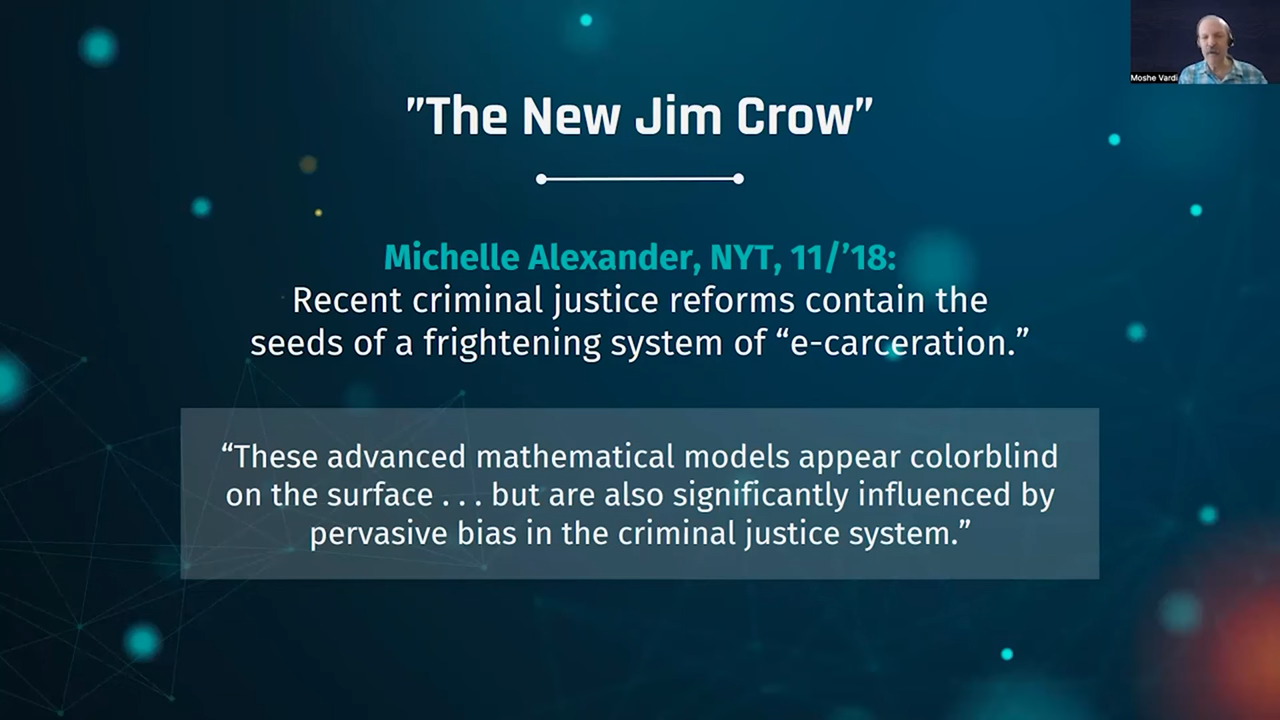 Moshe Vardi
”The New Jim Crow”
Michelle Alexander, NYT, 11/’18:
Recent criminal justice reforms contain the
seeds of a frightening system of “e-carceration.”
“These advanced mathematical models appear colorblind
on the surface . . . but are also significantly influenced by
pervasive bias in the criminal justice system.”